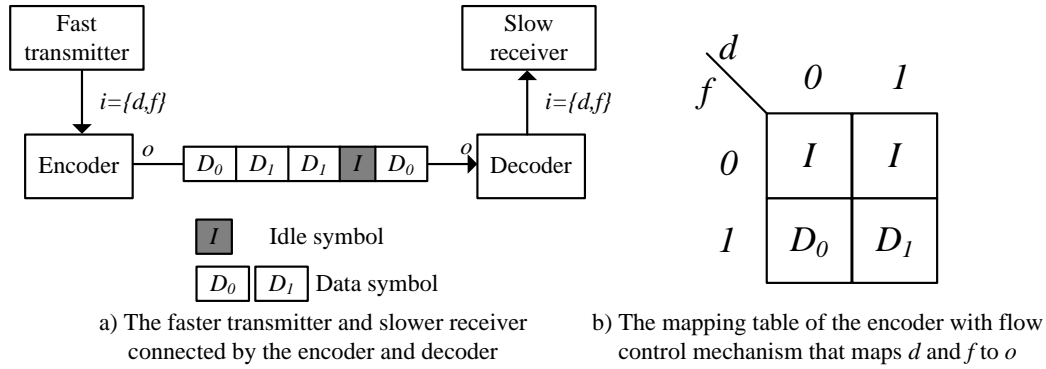 Fast
transmitter
Slow
receiver
i={d,f}
i={d,f}
Encoder
o
D0 D1 D1 I D0
o
Decoder
I Idle symbol
D0 D1 Data symbol
a) The faster transmitter and slower receiver
connected by the encoder and decoder
d
f
0 1
0 I I
1 D0 D1
b) The mapping table of the encoder with flow
control mechanism that maps d and f to o